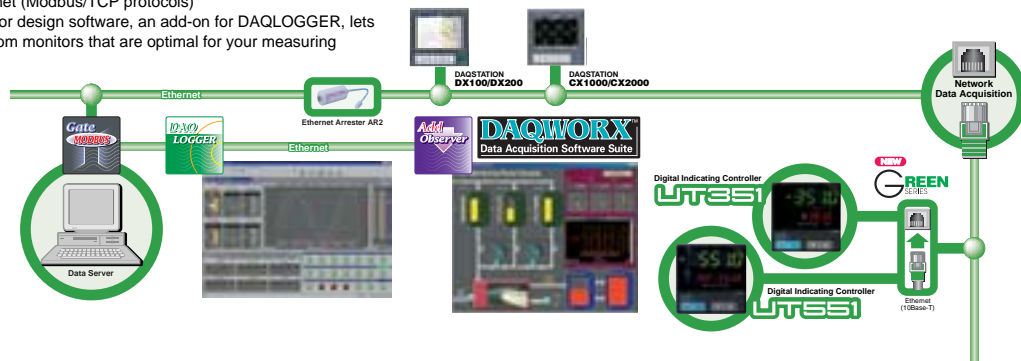 net (Modbus/TCP protocols)
or design software, an add-on for DAQLOGGER, lets
om monitors that are optimal for your measuring
DAQSTATION
DX100/DX200
DAQSTATION
CX1000/CX2000
Network
Data Acquisition
Ethernet
Ethernet Arrester AR2
Gate
MODBUS
DAQ
LOGGER
Ethernet
Add
Observer
DAQWORX™
Data Acquisition Software Suite
NEW
GREEN
SERIES
Digital Indicating Controller
UT351
Data Server
Digital Indicating Controller
UT551
Ethernet
(10Base-T)